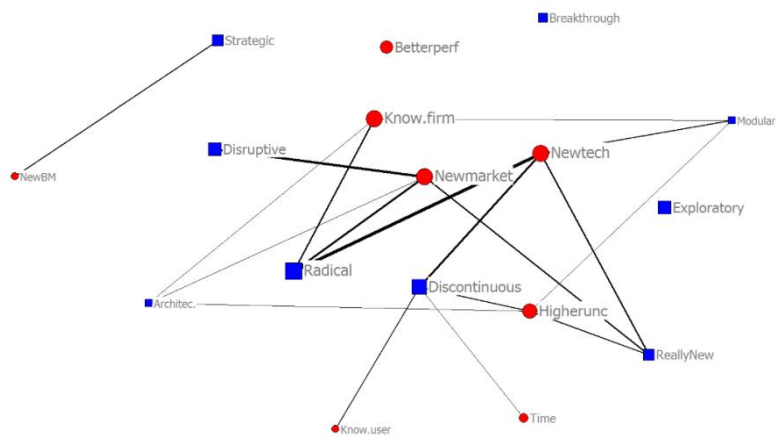 Breakthrough
Strategic
Betterperf
Know.firm
Modular
Disruptive
Newtech
Newmarket
NewBM
Exploratory
Radical
Discontinuous
Architec.
Higherunc
ReallyNew
Time
Know.user